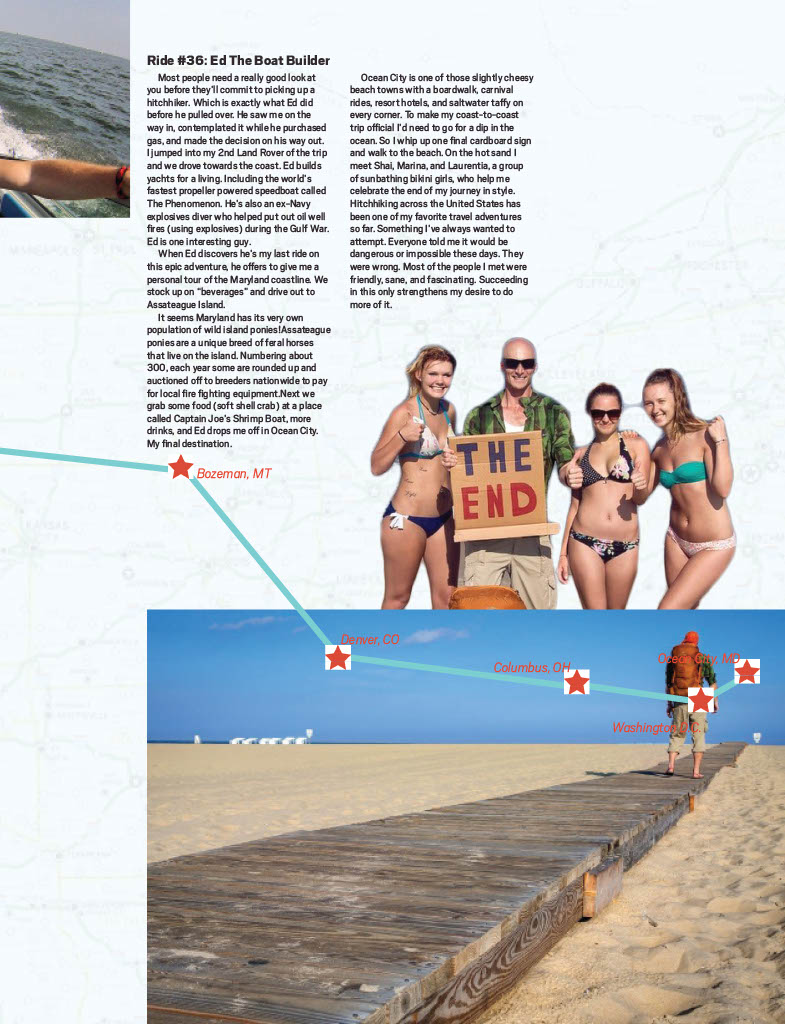 Ride #36: Ed The Boat Builder
Most people need a really good look at
you before they'll commit to picking up a
hitchhiker. Which is exactly what Ed did
before he pulled over. He saw me on the
way in, contemplated it while he purchased
gas, and made the decision on his way out.
I jumped into my 2nd Land Rover of the trip
and we drove towards the coast. Ed builds
yachts for a living. Including the world's
fastest propeller powered speedboat called
The Phenomenon. He's also an ex-Navy
explosives diver who helped put out oil well
fires (using explosives) during the Gulf War.
Ed is one interesting guy.
When Ed discovers he's my last ride on
this epic adventure, he offers to give me a
personal tour of the Maryland coastline. We
stock up on "beverages" and drive out to
Assateague Island.
It seems Maryland has its very own
population of wild island ponies!Assateague
ponies are a unique breed of feral horses
that live on the island. Numbering about
300, each year some are rounded up and
auctioned off to breeders nationwide to pay
for local fire fighting equipment.Next we
grab some food (soft shell crab) at a place
called Captain Joe's Shrimp Boat, more
drinks, and Ed drops me off in Ocean City.
My final destination.
Ocean City is one of those slightly cheesy
beach towns with a boardwalk, carnival
rides, resort hotels, and saltwater taffy on
every corner. To make my coast-to-coast
trip official I'd need to go for a dip in the
ocean. So I whip up one final cardboard sign
and walk to the beach. On the hot sand I
meet Shai, Marina, and Laurentia, a group
of sunbathing bikini girls, who help me
celebrate the end of my journey in style.
Hitchhiking across the United States has
been one of my favorite travel adventures
so far. Something I've always wanted to
attempt. Everyone told me it would be
dangerous or impossible these days. They
were wrong. Most of the people I met were
friendly, sane, and fascinating. Succeeding
in this only strengthens my desire to do
more of it.
THE
END
Bozeman, MT
Denver, CO
Columbus, OH
Ocean City, MD
Washington D.C.